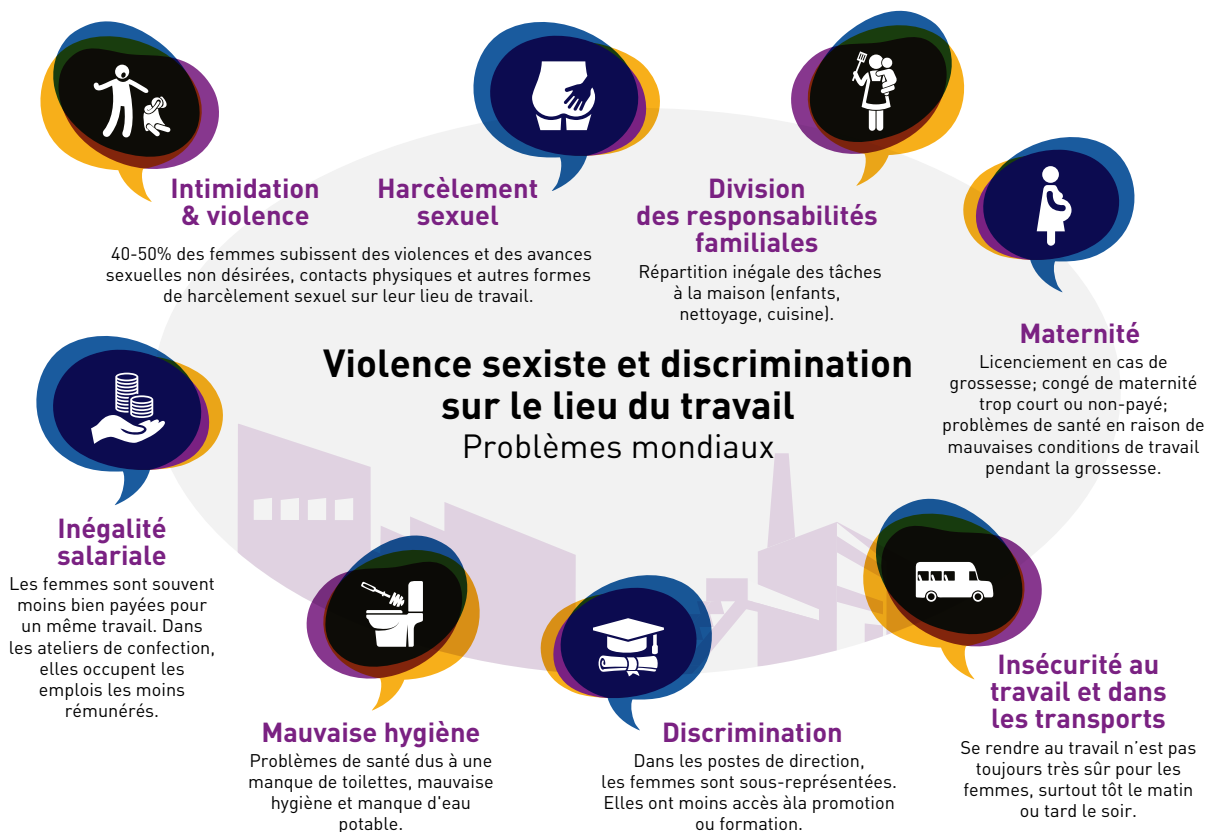 Intimidation
& violence
Harcèlement
sexuel
40-50% des femmes subissent des violences et des avances
sexuelles non désirées, contacts physiques et autres formes
de harcèlement sexuel sur leur lieu de travail.
Division
des responsabilités
familiales
Répartition inégale des tâches
à la maison (enfants,
nettoyage, cuisine).
Maternité
Licenciement en cas de
grossesse; congé de maternité
trop court ou non-payé;
problèmes de santé en raison de
mauvaises conditions de travail
pendant la grossesse.
Violence sexiste et discrimination
sur le lieu du travail
Problèmes mondiaux
Inégalité
salariale
Les femmes sont souvent
moins bien payées pour
un même travail. Dans
les ateliers de confection,
elles occupent les
emplois les moins
rémunérés.
Mauvaise hygiène
Problèmes de santé dus à une
manque de toilettes, mauvaise
hygiène et manque d'eau
potable.
Discrimination
Dans les postes de direction,
les femmes sont sous-représentées.
Elles ont moins accès àla promotion
ou formation.
Insécurité au
travail et dans
les transports
Se rendre au travail n'est pas
toujours très sûr pour les
femmes, surtout tôt le matin
ou tard le soir.